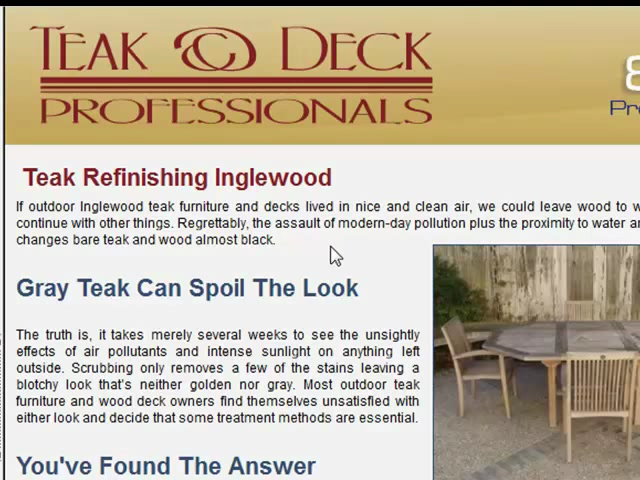 TEAK & DECK
PROFESSIONALS
Teak Refinishing Inglewood
If outdoor Inglewood teak furniture and decks lived in nice and clean air, we could leave wood to
continue with other things. Regrettably, the assault of modern-day pollution plus the proximity to water
changes bare teak and wood almost black.
Gray Teak Can Spoil The Look
The truth is, it takes merely several weeks to see the unsightly
effects of air pollutants and intense sunlight on anything left
outside. Scrubbing only removes a few of the stains leaving a
blotchy look that's neither golden nor gray. Most outdoor teak
furniture and wood deck owners find themselves unsatisfied with
either look and decide that some treatment methods are essential.
You've Found The Answer